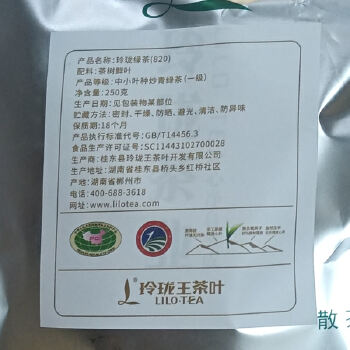 产品名称：玲珑绿茶(820)
配料：茶树鲜叶
产品等级：中小叶种炒青绿茶(一级)
净含量：250克
生产日期：见包装物某部位
贮藏方法：密封、干燥、防晒、避光、清洁、防异味
保质期：18个月
产品执行标准代号：GB/T14456.3
食品生产许可证号：SC11443102700028
生产商：桂东县玲珑王茶叶开发有限公司
生产地址：湖南省桂东县桥头乡红桥社区
产地：湖南省郴州市
电话：400-688-3618
网址：www.lilotea.com
玲珑王茶叶
LILO·TEA
散